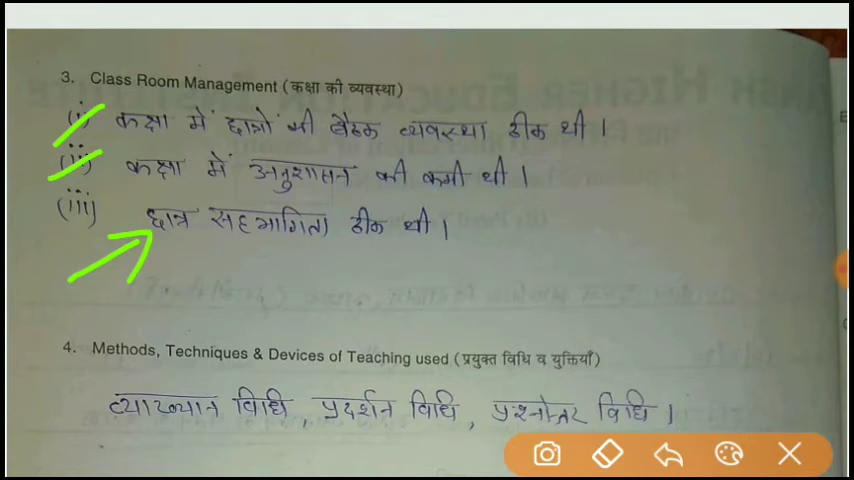 3. Class Room Management (कक्षा की व्यवस्था)
(i) कक्षा में छात्रों की बैठक व्यवस्था ठीक थी।
(ii) कक्षा में अनुशासन की कमी थी।
(iii) छात्र सहभागिता ठीक थी।
4. Methods, Techniques & Devices of Teaching used (प्रयुक्त विधि व युक्तियाँ)
व्याख्यान विधि, प्रदर्शन विधि, प्रश्नोत्तर विधि।